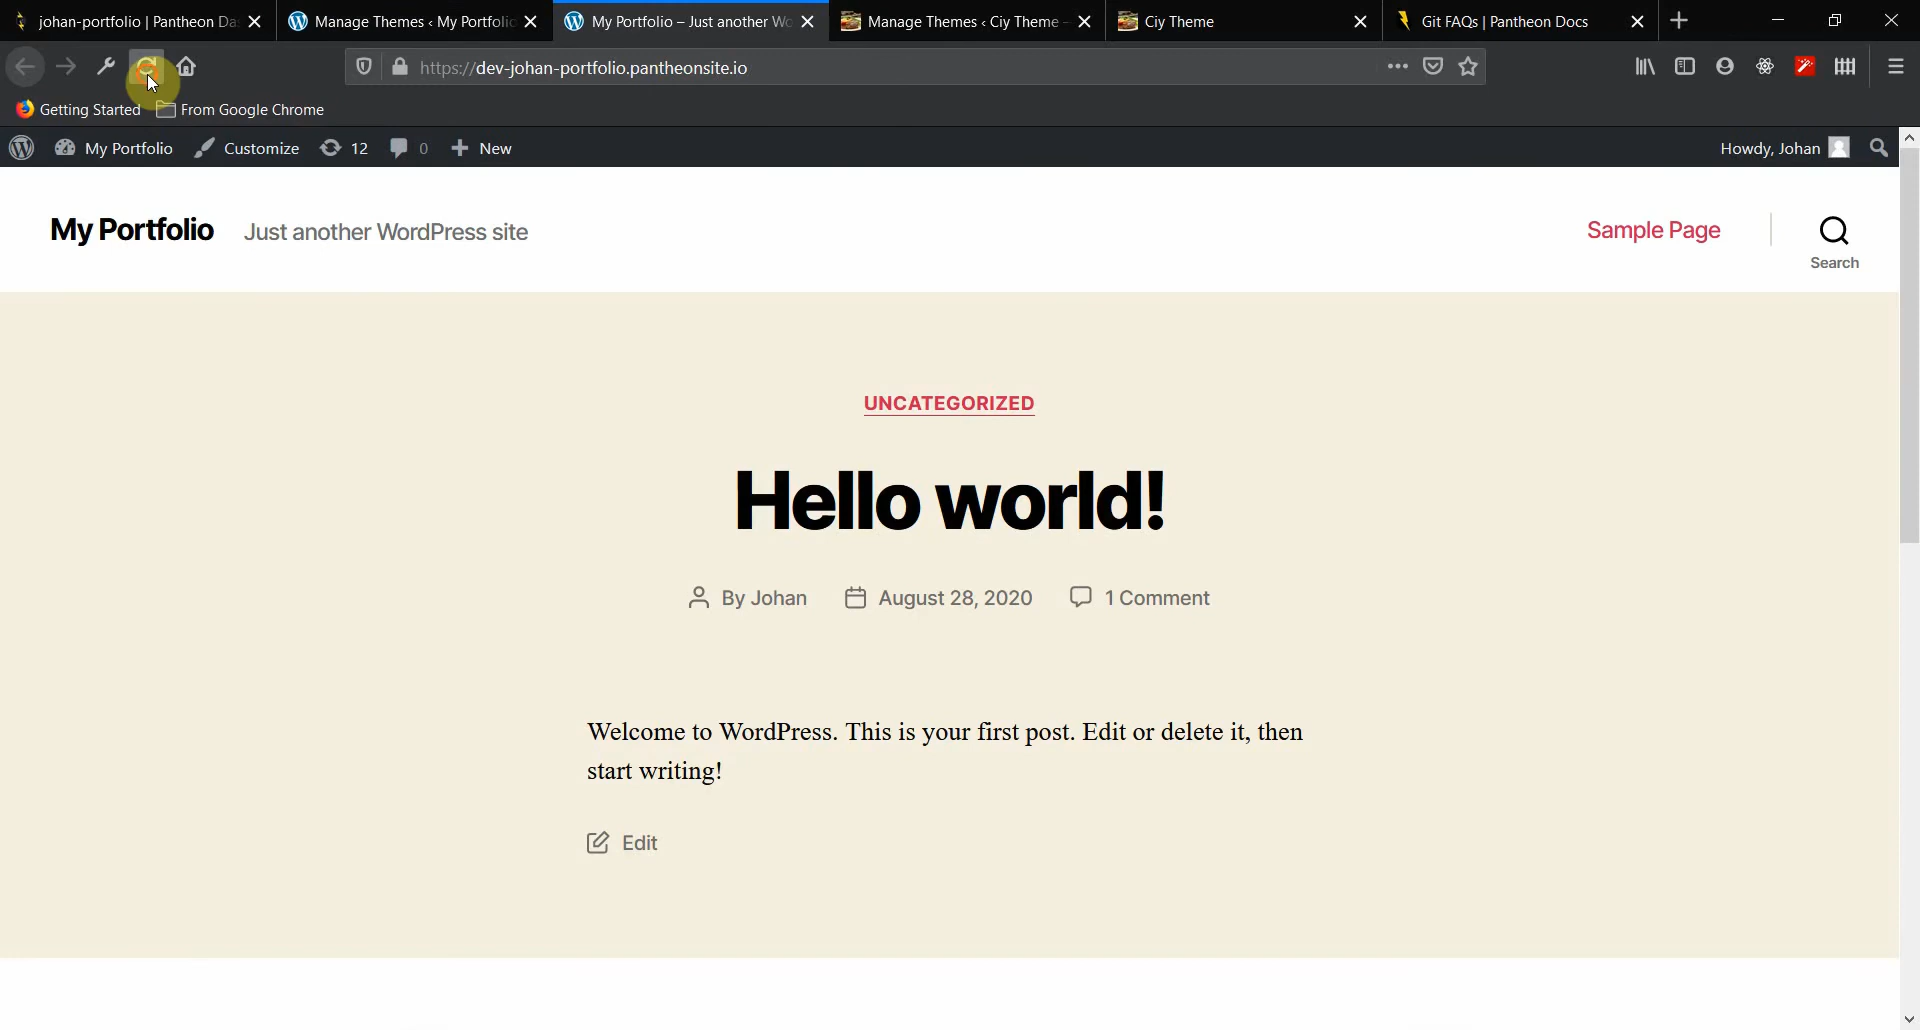 johan-portfolio | Pantheon Da
Manage Themes ‹ My Portfolio
My Portfolio – Just another Wo
Manage Themes ‹ Ciy Theme –
Ciy Theme
Git FAQs | Pantheon Docs
https://dev-johan-portfolio.pantheonsite.io
Getting Started
From Google Chrome
My Portfolio
Customize
12
0
New
Howdy, Johan
My Portfolio
Just another WordPress site
Sample Page
Search
UNCATEGORIZED
Hello world!
By Johan
August 28, 2020
1 Comment
Welcome to WordPress. This is your first post. Edit or delete it, then
start writing!
Edit